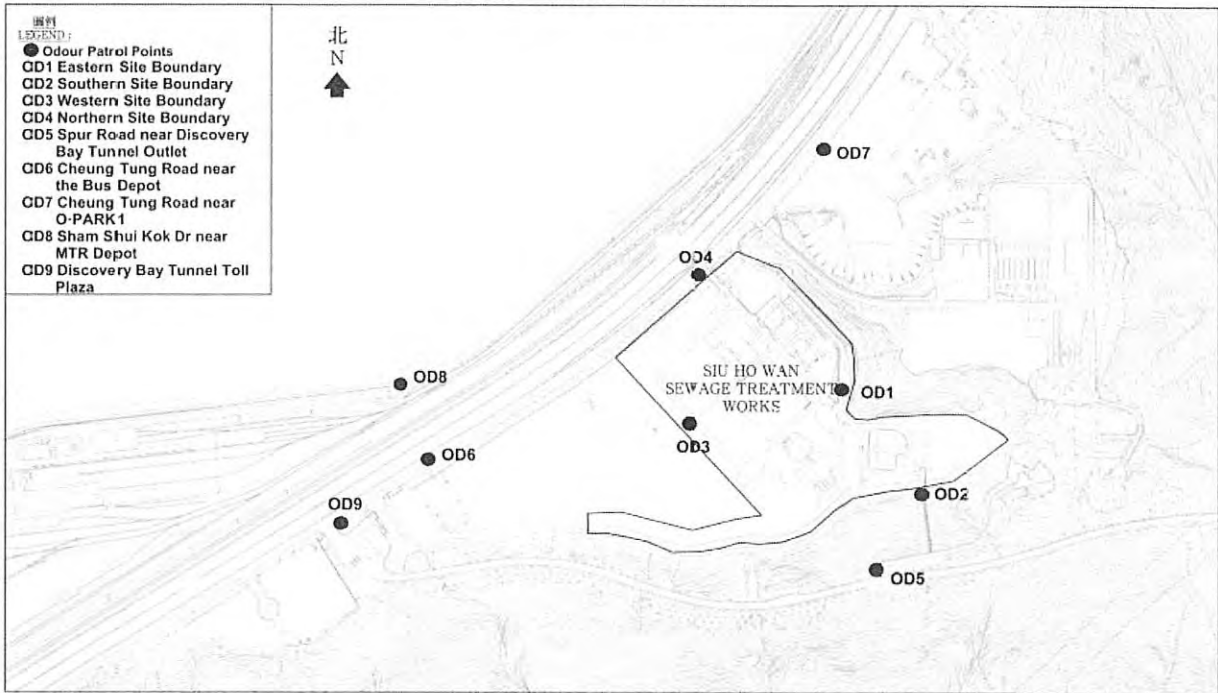 圖例
LEGEND:
Odour Patrol Points
OD1 Eastern Site Boundary
OD2 Southern Site Boundary
OD3 Western Site Boundary
OD4 Northern Site Boundary
OD5 Spur Road near Discovery
Bay Tunnel Outlet
OD6 Cheung Tung Road near
the Bus Depot
OD7 Cheung Tung Road near
O-PARK1
OD8 Sham Shui Kok Dr near
MTR Depot
OD9 Discovery Bay Tunnel Toll
Plaza
北
N
OD7
OD4
OD8
SIU HO WAN
SEWAGE TREATMENT
WORKS
OD1
OD3
OD6
OD2
OD9
OD5